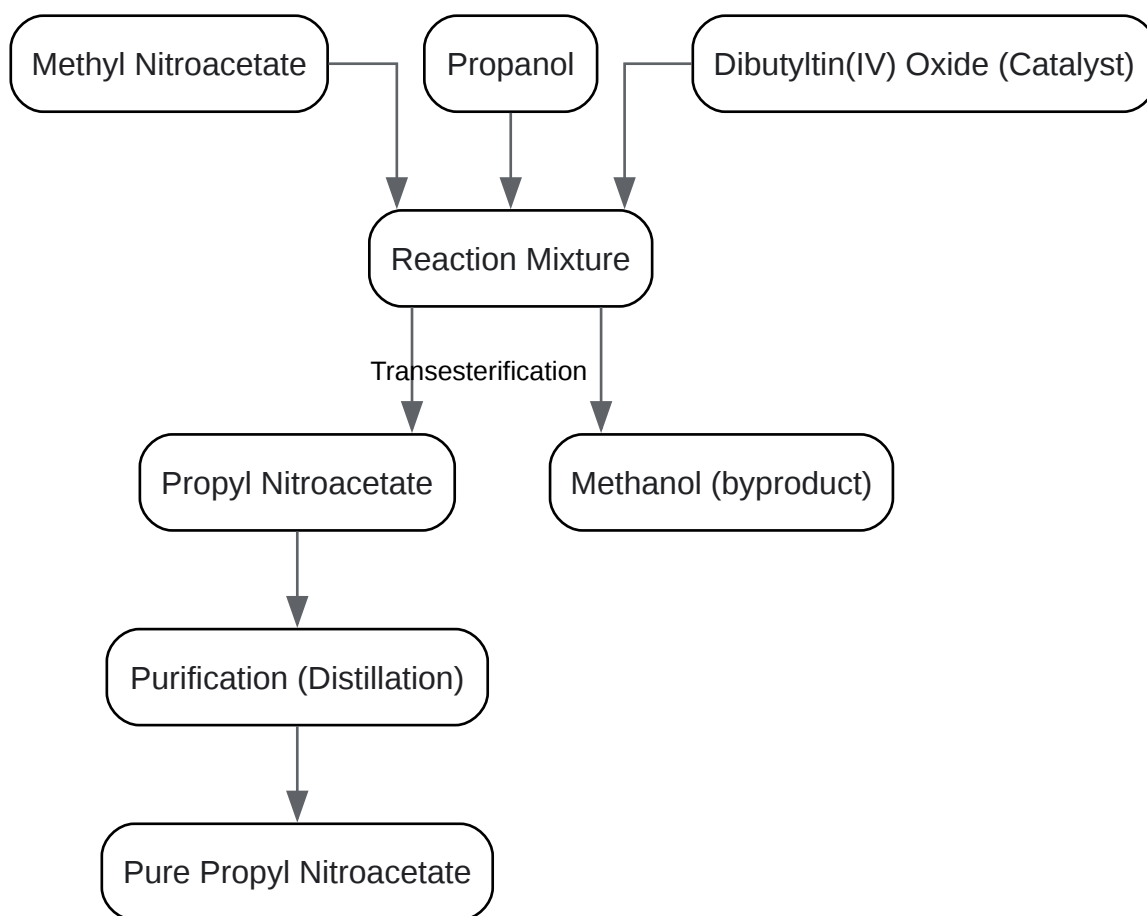 Methyl Nitroacetate
Propanol
Dibutyltin(IV) Oxide (Catalyst)
Reaction Mixture
Transesterification
Propyl Nitroacetate
Methanol (byproduct)
Purification (Distillation)
Pure Propyl Nitroacetate